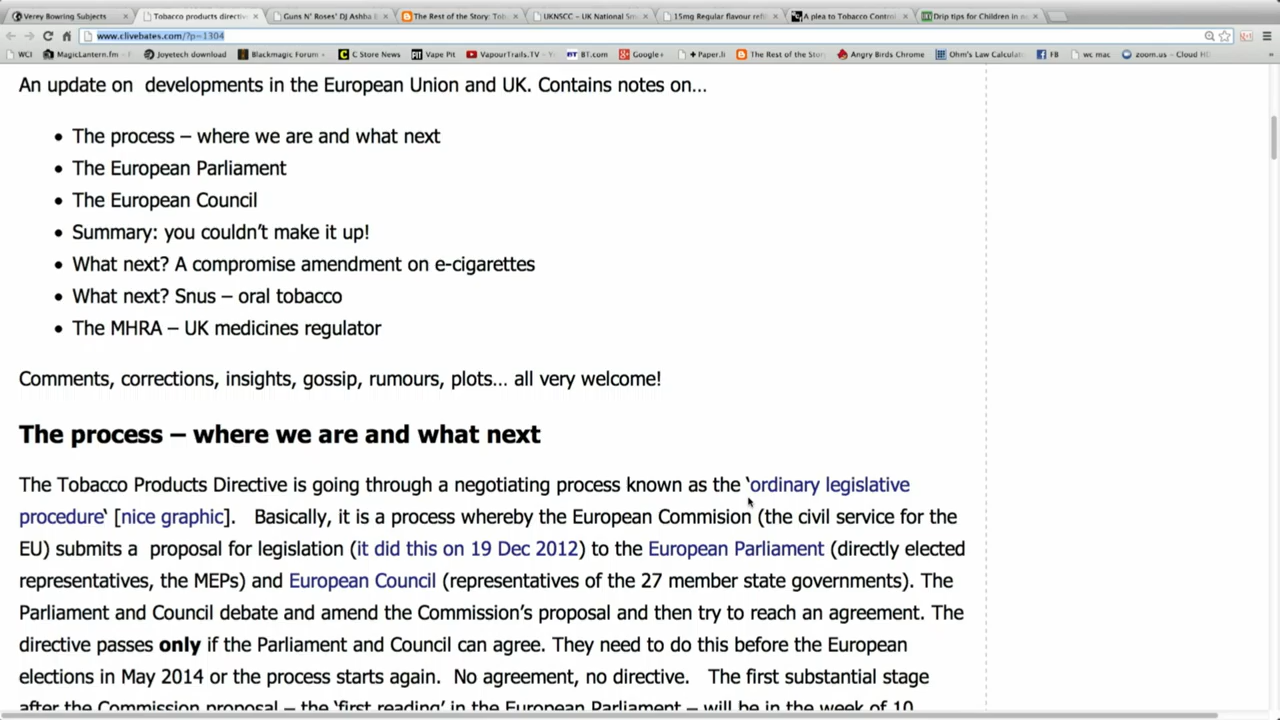 Verey Bowring Subjects
Tobacco products directiv
Guns N' Roses' DJ Ashba
The Rest of the Story: Tob
UKNSCC – UK National Sm
15mg Regular flavour refi
A plea to Tobacco Control
Drip tips for Children in n
www.clivebates.com/?p=1304
WCI
MagicLantern.fm
Joyetech download
Blackmagic Forum •
C Store News
Vape Pit
VapourTrails.TV
BT.com
Google+
+ Paper.li
The Rest of the Story
Angry Birds Chrome
Ohm's Law Calculat
FB
wc mac
zoom.us – Cloud HD
An update on developments in the European Union and UK. Contains notes on…
• The process – where we are and what next
• The European Parliament
• The European Council
• Summary: you couldn’t make it up!
• What next? A compromise amendment on e-cigarettes
• What next? Snus – oral tobacco
• The MHRA – UK medicines regulator
Comments, corrections, insights, gossip, rumours, plots… all very welcome!
The process – where we are and what next
The Tobacco Products Directive is going through a negotiating process known as the ‘ordinary legislative
procedure‘ [nice graphic]. Basically, it is a process whereby the European Commision (the civil service for the
EU) submits a proposal for legislation (it did this on 19 Dec 2012) to the European Parliament (directly elected
representatives, the MEPs) and European Council (representatives of the 27 member state governments). The
Parliament and Council debate and amend the Commission’s proposal and then try to reach an agreement. The
directive passes only if the Parliament and Council can agree. They need to do this before the European
elections in May 2014 or the process starts again. No agreement, no directive. The first substantial stage
after the Commission proposal – the ‘first reading’ in the European Parliament – will be in the week of 10